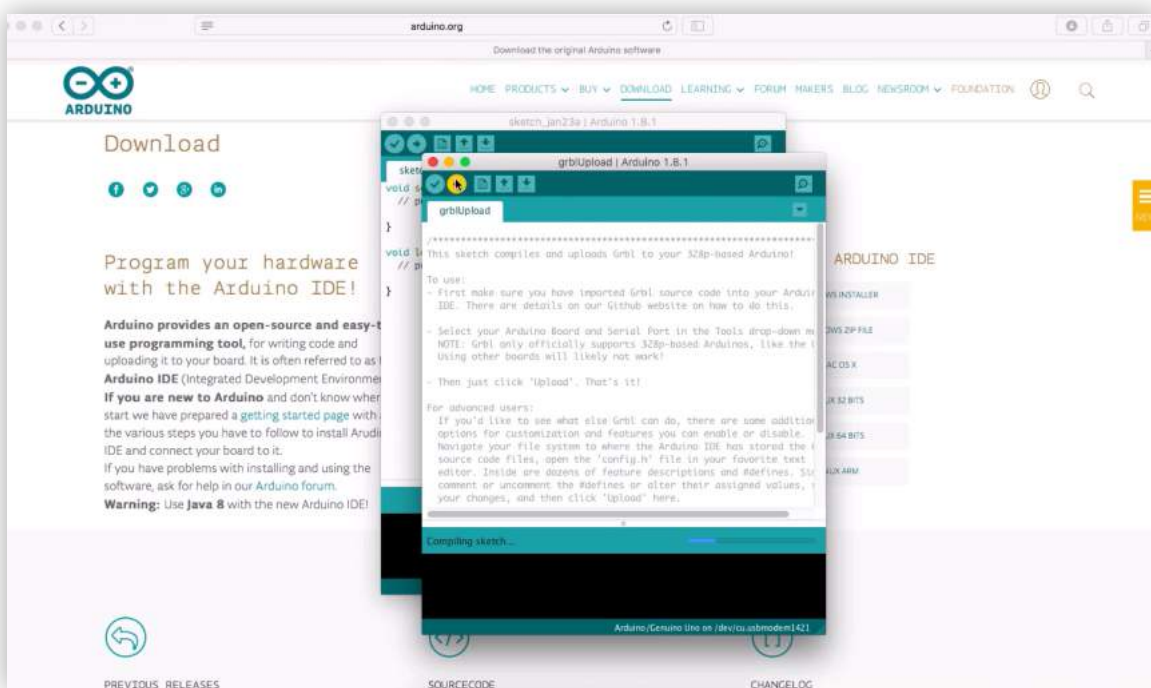 arduino.org
Download the original Arduino software
ARDUINO
HOME PRODUCTS BUY DOWNLOAD LEARNING FORUM MAKERS BLOG NEWSROOM FOUNDATION
Download
Program your hardware
with the Arduino IDE!
Arduino provides an open-source and easy-t
use programming tool, for writing code and
uploading it to your board. It is often referred to as
Arduino IDE (Integrated Development Environme
If you are new to Arduino and don't know wher
start we have prepared a getting started page with
the various steps you have to follow to install Arudi
IDE and connect your board to it.
If you have problems with installing and using the
software, ask for help in our Arduino forum.
Warning: Use Java 8 with the new Arduino IDE!
sketch_jan23a | Arduino 1.8.1
sket
void s
// p
}
void l
// p
}
grblUpload | Arduino 1.8.1
grblUpload
This sketch compiles and uploads Grbl to your 328p-based Arduino!
To use:
- First make sure you have imported Grbl source code into your Ardui
IDE. There are details on our Github website on how to do this.
- Select your Arduino Board and Serial Port in the Tools drop-down m
NOTE: Grbl only officially supports 328p-based Arduinos, like the
Using other boards will likely not work!
- Then just click 'Upload'. That's it!
For advanced users:
If you'd like to see what else Grbl can do, there are some addition
options for customization and features you can enable or disable.
Navigate your file system to where the Arduino IDE has stored the
source code files, open the 'config.h' file in your favorite text
editor. Inside are dozens of feature descriptions and #defines. Si
comment or uncomment the #defines or alter their assigned values, s
your changes, and then click 'Upload' here.
Compiling sketch...
Arduino/Genuino Uno on /dev/cu.usbmodem1421
ARDUINO IDE
WS INSTALLER
OWS ZIP FILE
AC OS X
UX 32 BITS
UX 64 BITS
UX ARM
PREVIOUS RELEASES
SOURCECODE
CHANGELOG